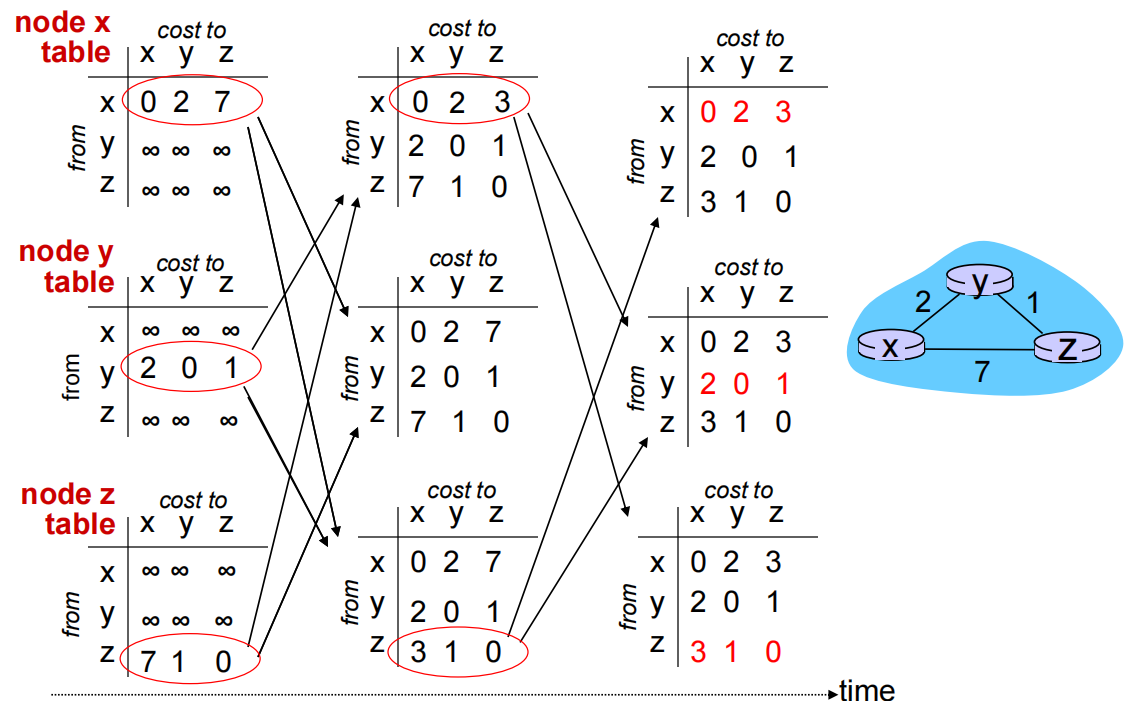 node x table
cost to
x y z
from
x 0 2 7
y ∞ ∞ ∞
z ∞ ∞ ∞
cost to
x y z
from
x 0 2 3
y 2 0 1
z 7 1 0
cost to
x y z
from
x 0 2 3
y 2 0 1
z 3 1 0
node y table
cost to
x y z
from
x ∞ ∞ ∞
y 2 0 1
z ∞ ∞ ∞
cost to
x y z
from
x 0 2 7
y 2 0 1
z 7 1 0
cost to
x y z
from
x 0 2 3
y 2 0 1
z 3 1 0
node z table
cost to
x y z
from
x ∞ ∞ ∞
y ∞ ∞ ∞
z 7 1 0
cost to
x y z
from
x 0 2 7
y 2 0 1
z 3 1 0
cost to
x y z
from
x 0 2 3
y 2 0 1
z 3 1 0
time
y
2 1
x z
7